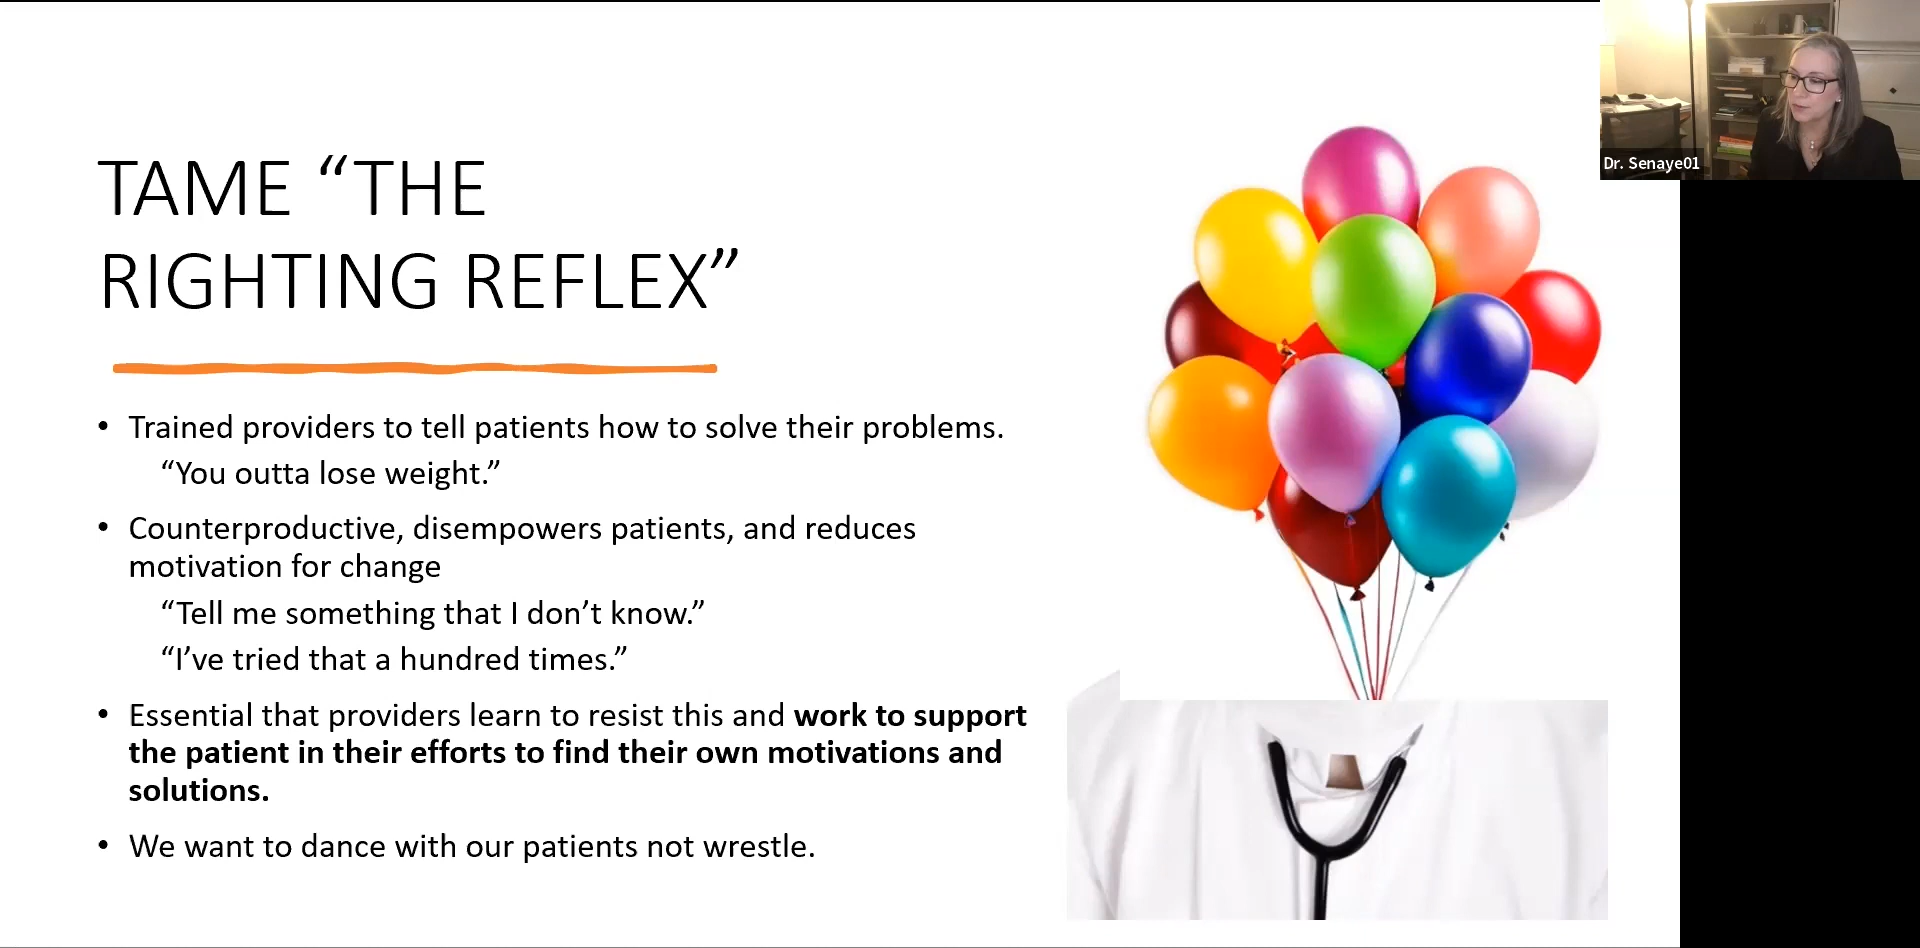 TAME “THE
RIGHTING REFLEX”
• Trained providers to tell patients how to solve their problems.
“You outta lose weight.”
• Counterproductive, disempowers patients, and reduces
motivation for change
“Tell me something that I don’t know.”
“I’ve tried that a hundred times.”
• Essential that providers learn to resist this and work to support
the patient in their efforts to find their own motivations and
solutions.
• We want to dance with our patients not wrestle.
Dr. Senaye01